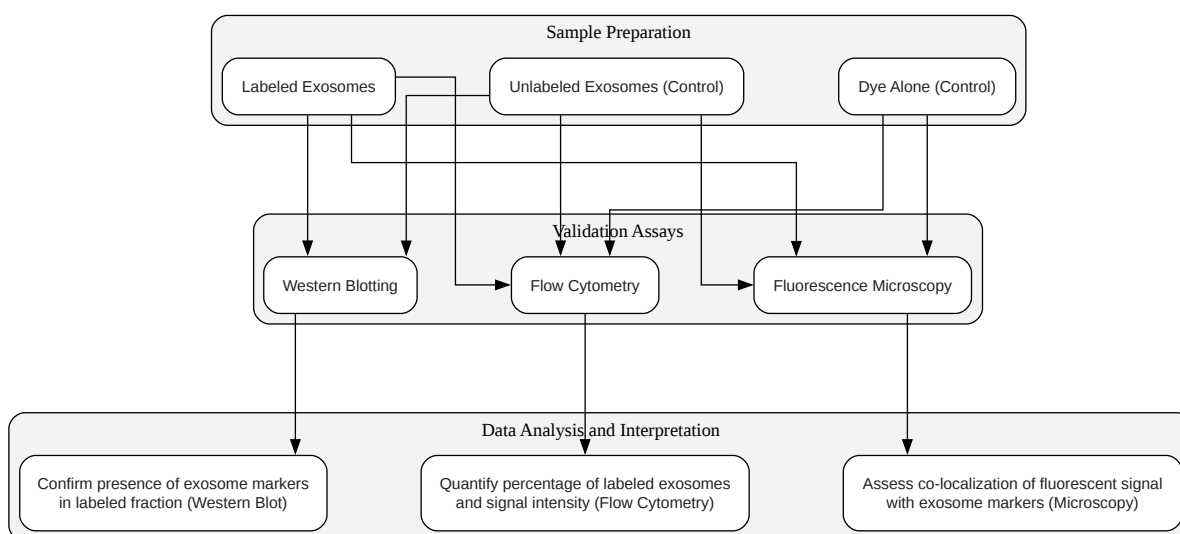 Sample Preparation
Labeled Exosomes
Unlabeled Exosomes (Control)
Dye Alone (Control)
Validation Assays
Western Blotting
Flow Cytometry
Fluorescence Microscopy
Data Analysis and Interpretation
Confirm presence of exosome markers
in labeled fraction (Western Blot)
Quantify percentage of labeled exosomes
and signal intensity (Flow Cytometry)
Assess co-localization of fluorescent signal
with exosome markers (Microscopy)